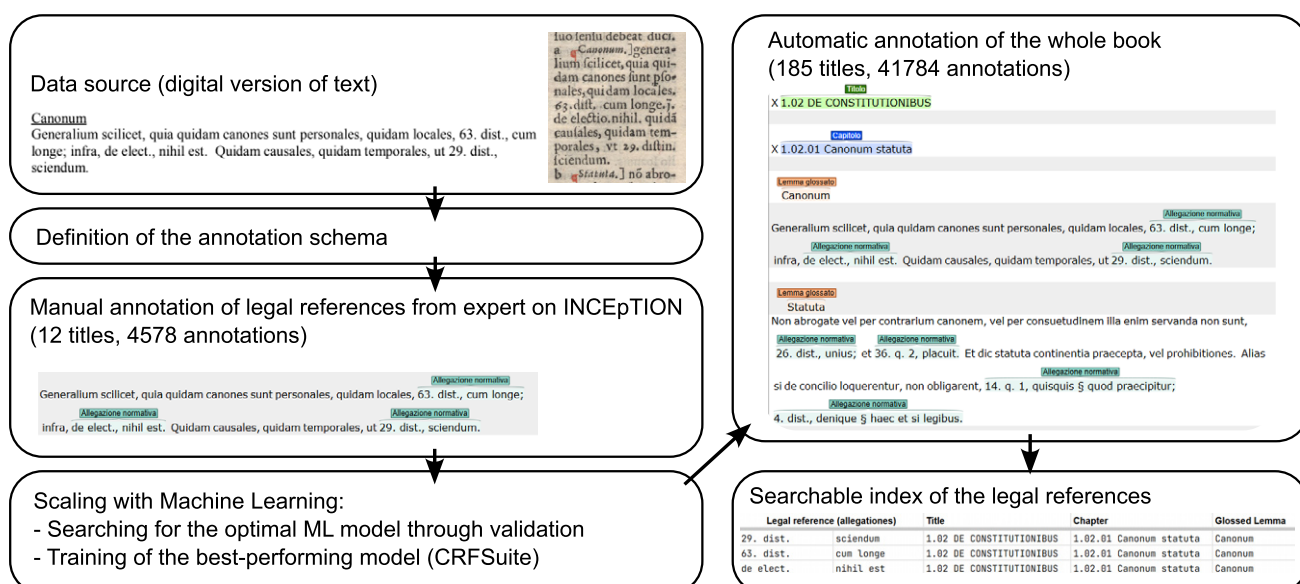 Data source (digital version of text)
Canonum
Generalium scilicet, quia quidam canones sunt personales, quidam locales, 63. dist., cum
longe; infra, de elect., nihil est.  Quidam causales, quidam temporales, ut 29. dist.,
sciendum.
ſuo ſenſu debeat duci.
a Canonum.] genera-
lium ſcilicet, quia qui-
dam canones ſunt pſo-
nales, quidam locales,
63. diſt. cum longe. j.
de electio. nihil. quidā
cauſales, quidam tem-
porales, vt 29. diſtin.
ſciendum.
b Statuta.] nō abro-
Definition of the annotation schema
Manual annotation of legal references from expert on INCEpTION
(12 titles, 4578 annotations)
Allegazione normativa
Generalium scilicet, quia quidam canones sunt personales, quidam locales, 63. dist., cum longe;
Allegazione normativa Allegazione normativa
infra, de elect., nihil est. Quidam causales, quidam temporales, ut 29. dist., sciendum.
Scaling with Machine Learning:
- Searching for the optimal ML model through validation
- Training of the best-performing model (CRFSuite)
Automatic annotation of the whole book
(185 titles, 41784 annotations)
Titolo
X 1.02 DE CONSTITUTIONIBUS
Capitolo
X 1.02.01 Canonum statuta
Lemma glossato
Canonum
Allegazione normativa
Generalium scilicet, quia quidam canones sunt personales, quidam locales, 63. dist., cum longe;
Allegazione normativa Allegazione normativa
infra, de elect., nihil est. Quidam causales, quidam temporales, ut 29. dist., sciendum.
Lemma glossato
Statuta
Non abrogate vel per contrarium canonem, vel per consuetudinem illa enim servanda non sunt,
Allegazione normativa Allegazione normativa
26. dist., unius; et 36. q. 2, placuit. Et dic statuta continentia praecepta, vel prohibitiones. Alias
Allegazione normativa
si de concilio loquerentur, non obligarent, 14. q. 1, quisquis § quod praecipitur;
Allegazione normativa
4. dist., denique § haec et si legibus.
Searchable index of the legal references
Legal reference (allegationes) Title Chapter Glossed Lemma
29. dist. sciendum 1.02 DE CONSTITUTIONIBUS 1.02.01 Canonum statuta Canonum
63. dist. cum longe 1.02 DE CONSTITUTIONIBUS 1.02.01 Canonum statuta Canonum
de elect. nihil est 1.02 DE CONSTITUTIONIBUS 1.02.01 Canonum statuta Canonum